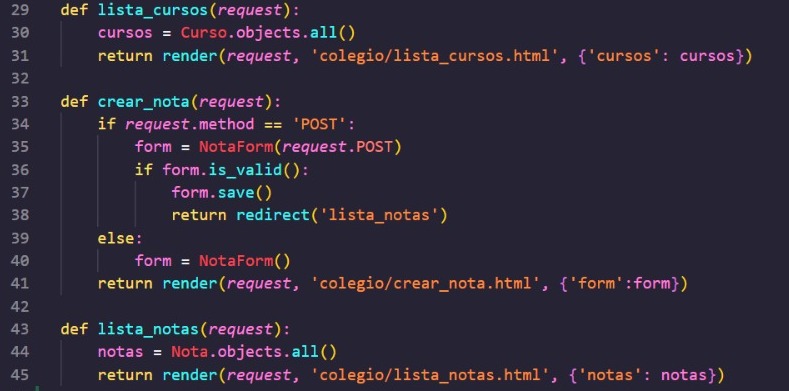 29 def lista_cursos(request):
30     cursos = Curso.objects.all()
31     return render(request, 'colegio/lista_cursos.html', {'cursos': cursos})
32
33 def crear_nota(request):
34     if request.method == 'POST':
35         form = NotaForm(request.POST)
36         if form.is_valid():
37             form.save()
38             return redirect('lista_notas')
39     else:
40         form = NotaForm()
41     return render(request, 'colegio/crear_nota.html', {'form':form})
42
43 def lista_notas(request):
44     notas = Nota.objects.all()
45     return render(request, 'colegio/lista_notas.html', {'notas': notas})